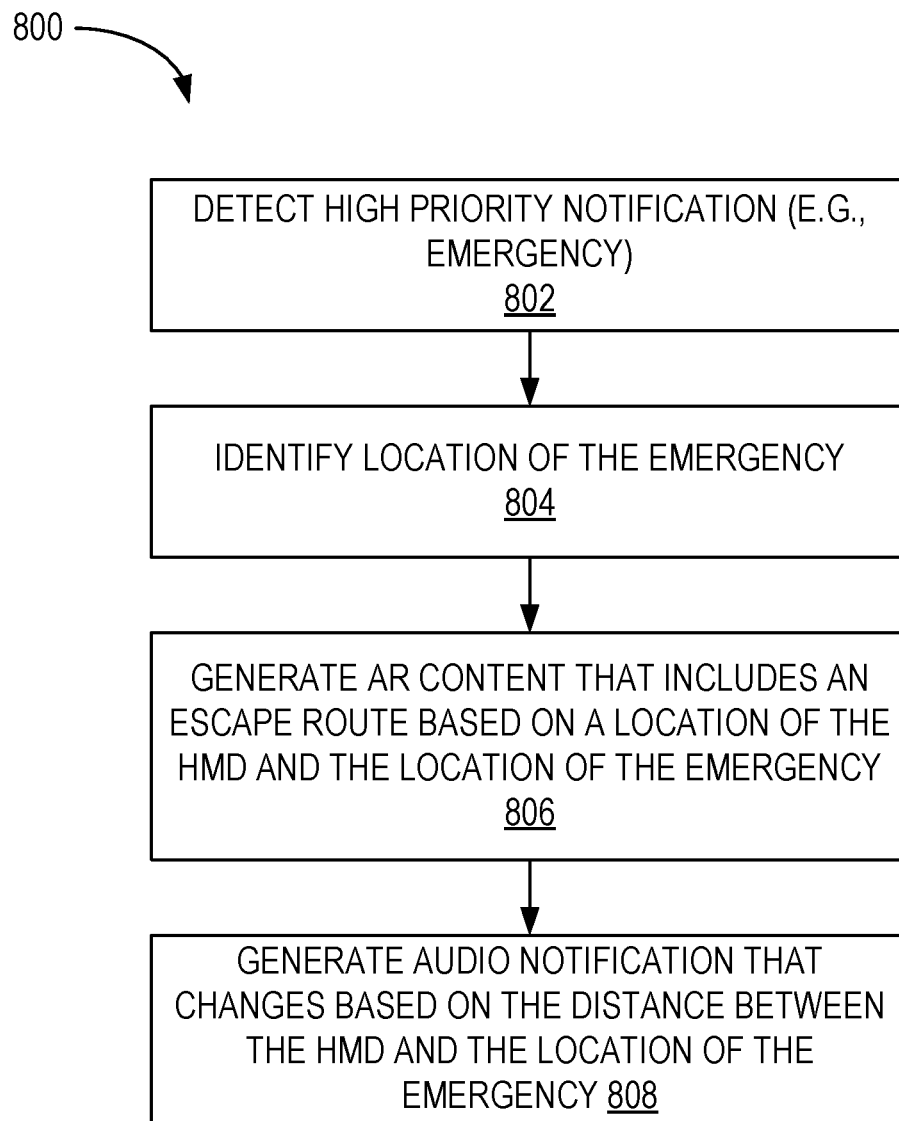 800
DETECT HIGH PRIORITY NOTIFICATION (E.G.,
EMERGENCY)
802
IDENTIFY LOCATION OF THE EMERGENCY
804
GENERATE AR CONTENT THAT INCLUDES AN
ESCAPE ROUTE BASED ON A LOCATION OF THE
HMD AND THE LOCATION OF THE EMERGENCY
806
GENERATE AUDIO NOTIFICATION THAT
CHANGES BASED ON THE DISTANCE BETWEEN
THE HMD AND THE LOCATION OF THE
EMERGENCY 808